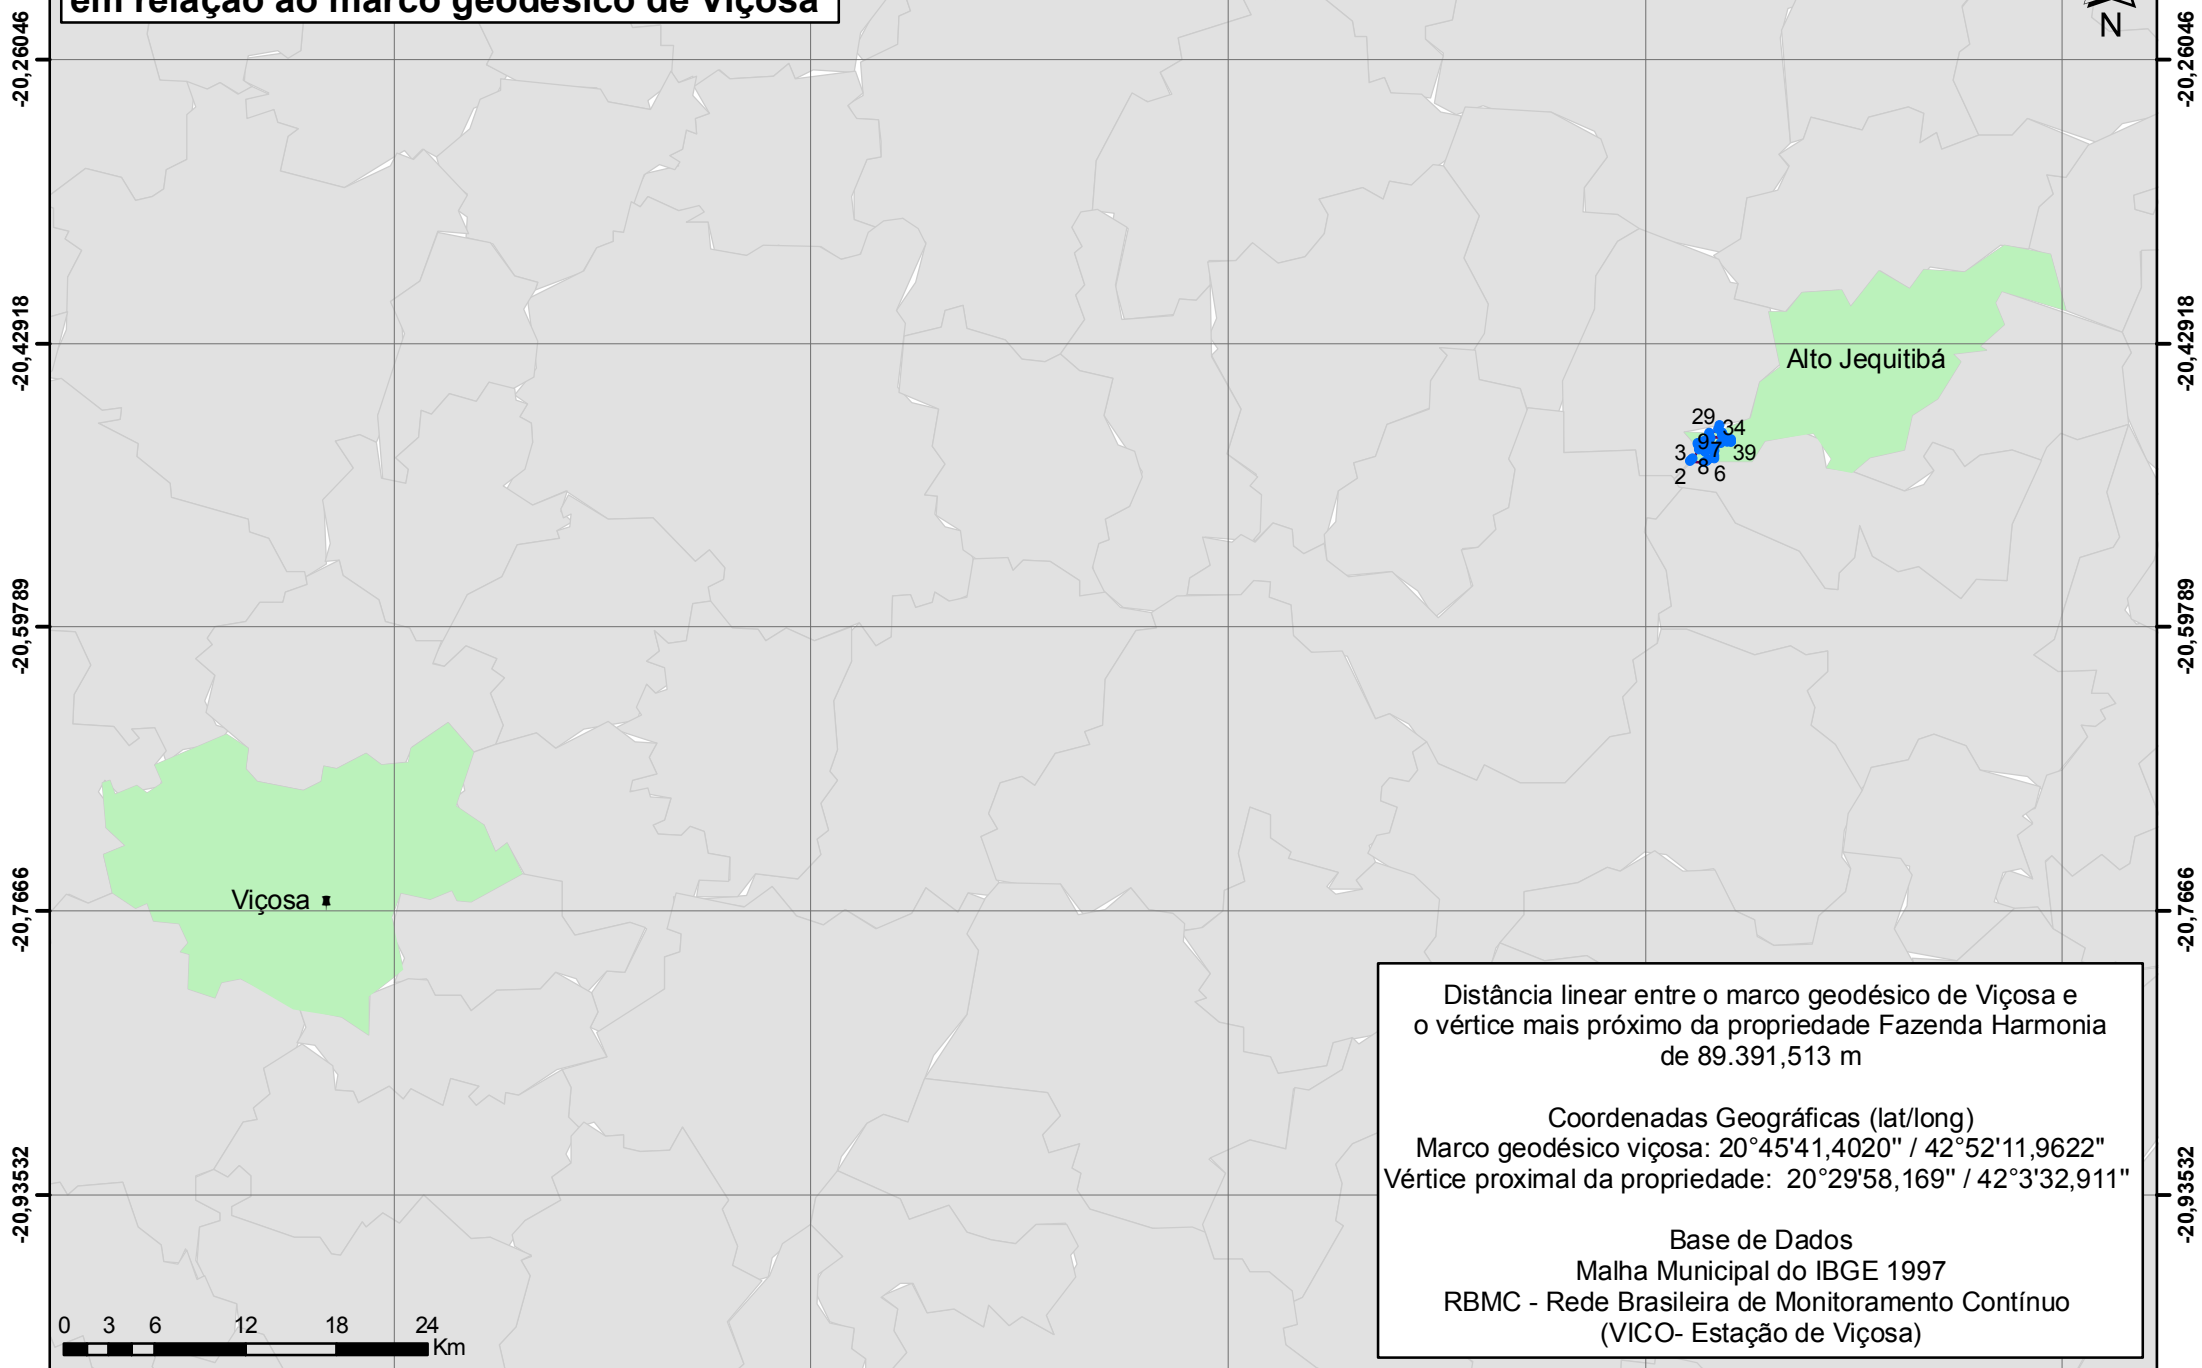 em relação ao marco geodésico de Viçosa
N
-20,26046
-20,26046
-20,42918
-20,42918
Alto Jequitibá
29
34
3
9
7
39
2
8
6
-20,59789
-20,59789
Viçosa
-20,7666
-20,7666
Distância linear entre o marco geodésico de Viçosa e
o vértice mais próximo da propriedade Fazenda Harmonia
de 89.391,513 m
Coordenadas Geográficas (lat/long)
Marco geodésico viçosa: 20°45'41,4020" / 42°52'11,9622"
Vértice proximal da propriedade: 20°29'58,169" / 42°3'32,911"
-20,93532
-20,93532
Base de Dados
Malha Municipal do IBGE 1997
RBMC - Rede Brasileira de Monitoramento Contínuo
(VICO- Estação de Viçosa)
0 3 6 12 18 24
Km